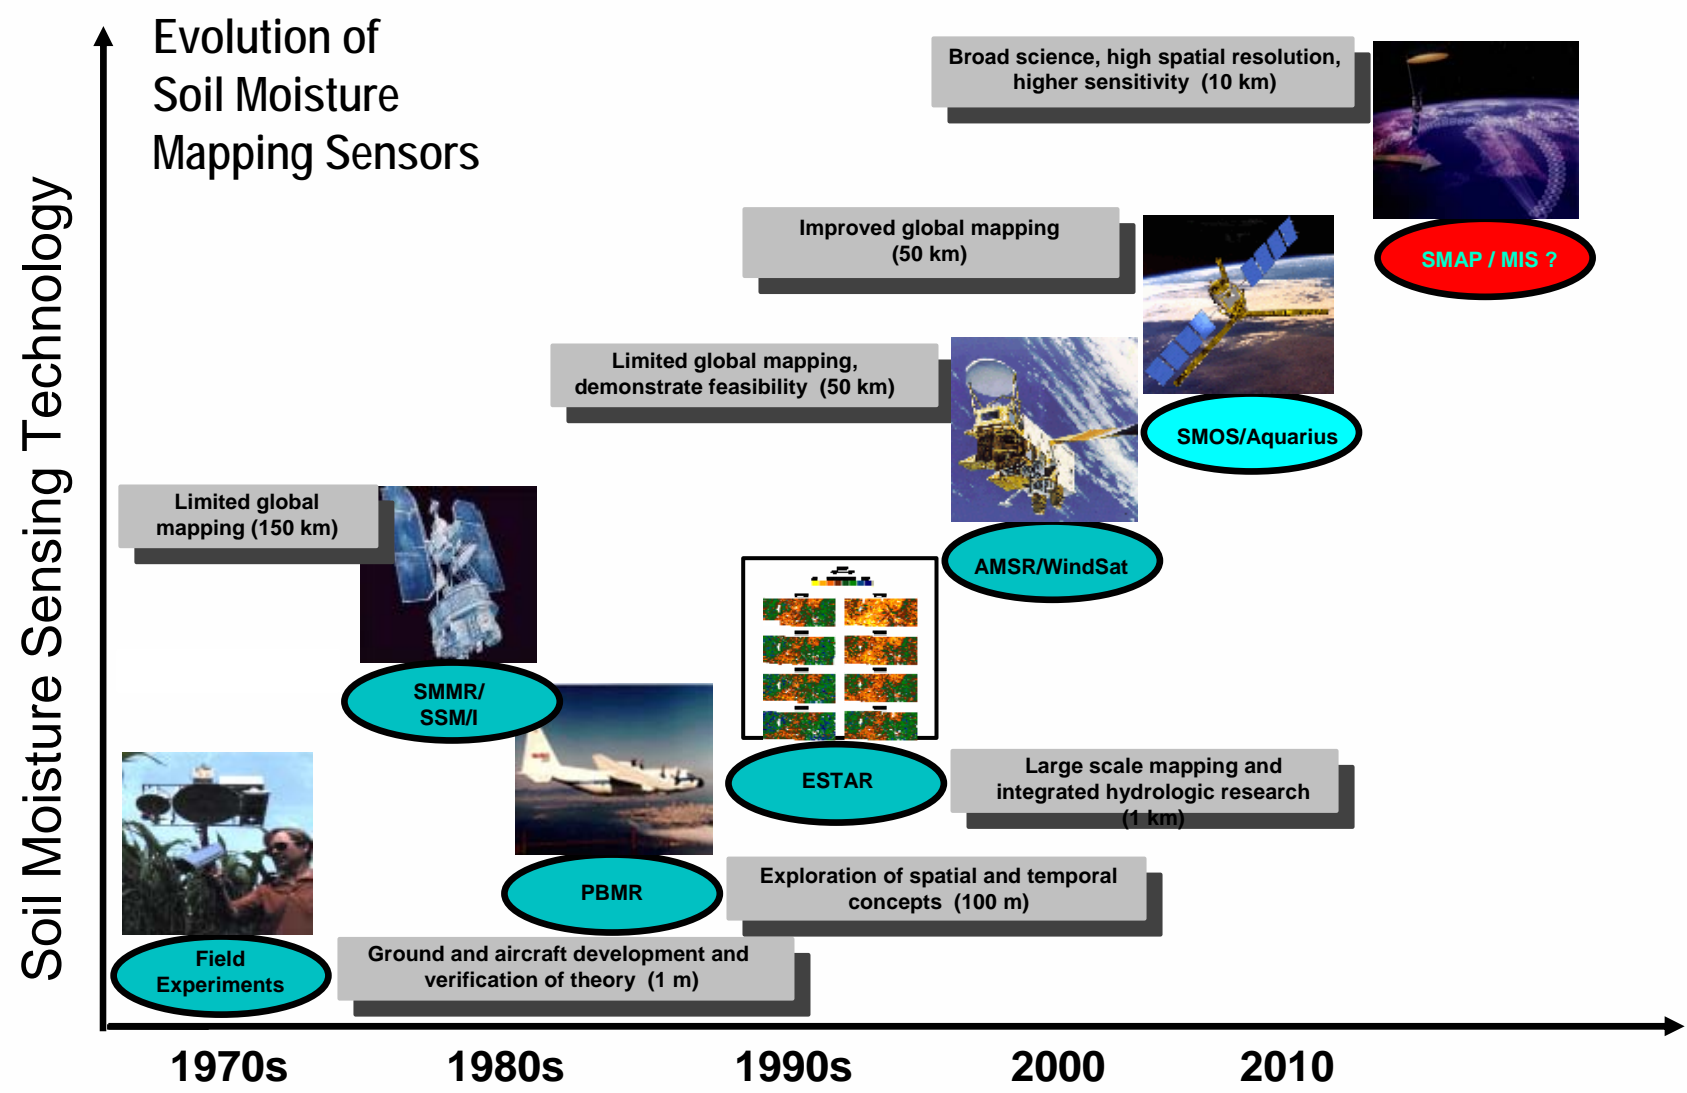 Evolution of
Soil Moisture
Mapping Sensors
Soil Moisture Sensing Technology
Broad science, high spatial resolution,
higher sensitivity (10 km)
SMAP / MIS ?
Improved global mapping
(50 km)
SMOS/Aquarius
Limited global mapping,
demonstrate feasibility (50 km)
AMSR/WindSat
Limited global
mapping (150 km)
SMMR/
SSM/I
ESTAR
Large scale mapping and
integrated hydrologic research
(1 km)
PBMR
Exploration of spatial and temporal
concepts (100 m)
Field
Experiments
Ground and aircraft development and
verification of theory (1 m)
1970s
1980s
1990s
2000
2010